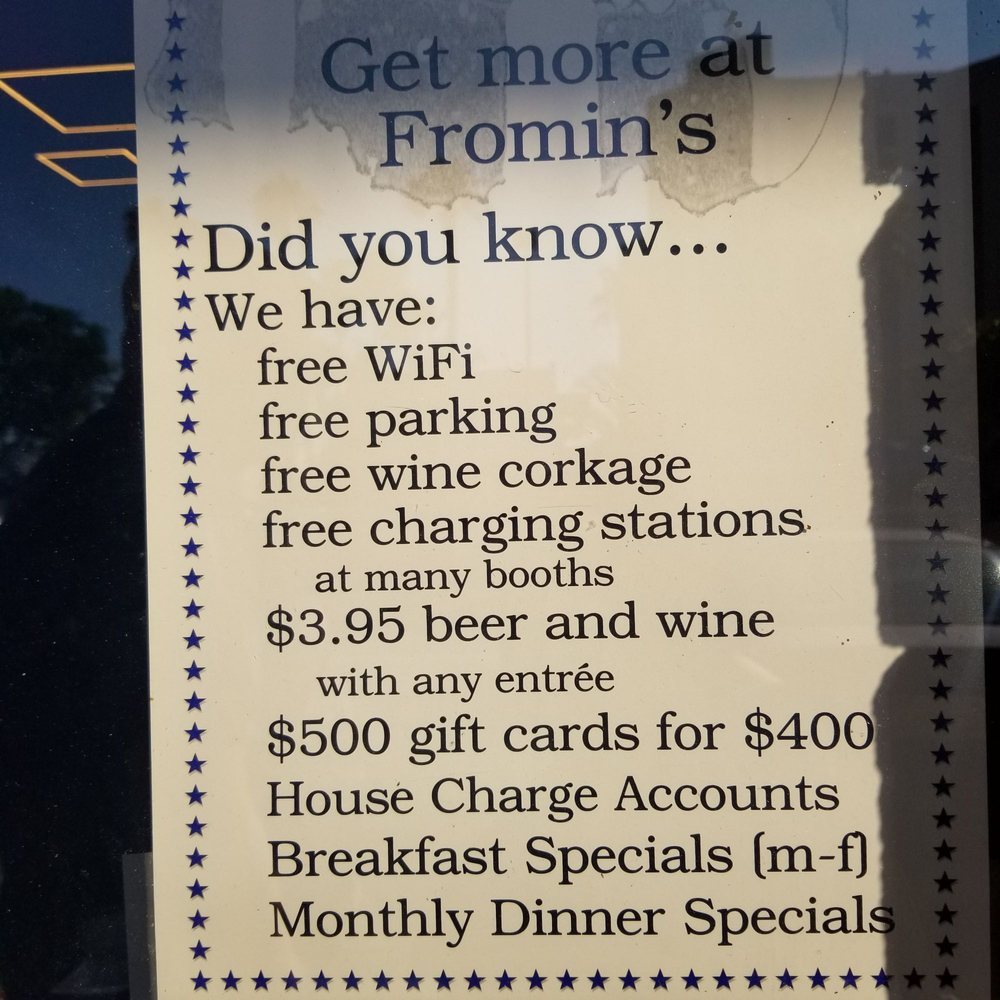 Get more at
Fromin's
Did you know...
We have:
free WiFi
free parking
free wine corkage
free charging stations
at many booths
$3.95 beer and wine
with any entrée
$500 gift cards for $400
House Charge Accounts
Breakfast Specials (m-f)
Monthly Dinner Specials